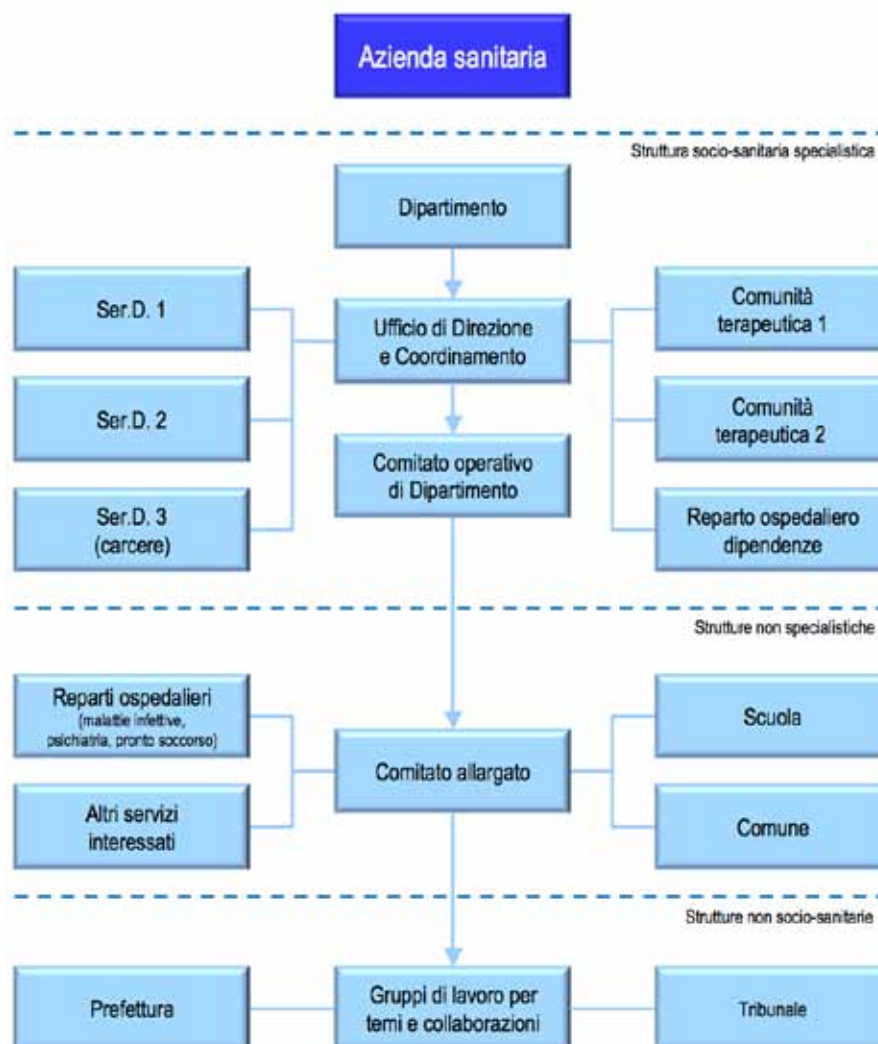 Azienda sanitaria
Struttura socio-sanitaria specialistica
Dipartimento
Ser.D. 1
Ufficio di Direzione
e Coordinamento
Comunità
terapeutica 1
Ser.D. 2
Comitato operativo
di Dipartimento
Comunità
terapeutica 2
Ser.D. 3
(carcere)
Reparto ospedaliero
dipendenze
Strutture non specialistiche
Reparti ospedalieri
(malattie infettive,
psichiatria, pronto soccorso)
Comitato allargato
Scuola
Altri servizi
interessati
Comune
Strutture non socio-sanitarie
Prefettura
Gruppi di lavoro per
temi e collaborazioni
Tribunale